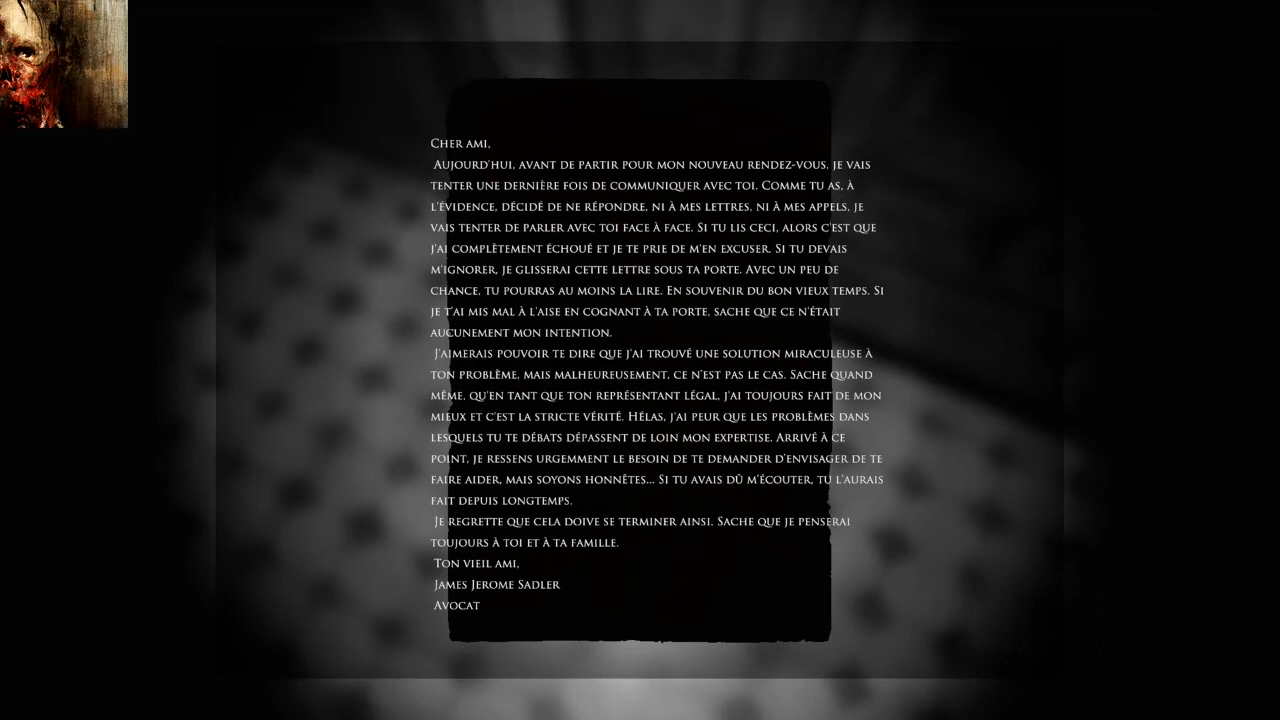 Cher ami,
Aujourd'hui, avant de partir pour mon nouveau rendez-vous, je vais
tenter une dernière fois de communiquer avec toi. Comme tu as, à
l'évidence, décidé de ne répondre, ni à mes lettres, ni à mes appels, je
vais tenter de parler avec toi face à face. Si tu lis ceci, alors c'est que
j'ai complètement échoué et je te prie de m'en excuser. Si tu devais
m'ignorer, je glisserai cette lettre sous ta porte. Avec un peu de
chance, tu pourras au moins la lire. En souvenir du bon vieux temps. Si
je t'ai mis mal à l'aise en cognant à ta porte, sache que ce n'était
aucunement mon intention.
J'aimerais pouvoir te dire que j'ai trouvé une solution miraculeuse à
ton problème, mais malheureusement, ce n'est pas le cas. Sache quand
même, qu'en tant que ton représentant légal, j'ai toujours fait de mon
mieux et c'est la stricte vérité. Hélas, j'ai peur que les problèmes dans
lesquels tu te débats dépassent de loin mon expertise. Arrivé à ce
point, je ressens urgemment le besoin de te demander d'envisager de te
faire aider, mais soyons honnêtes... Si tu avais dû m'écouter, tu l'aurais
fait depuis longtemps.
Je regrette que cela doive se terminer ainsi. Sache que je penserai
toujours à toi et à ta famille.
Ton vieil ami,
James Jerome Sadler
Avocat